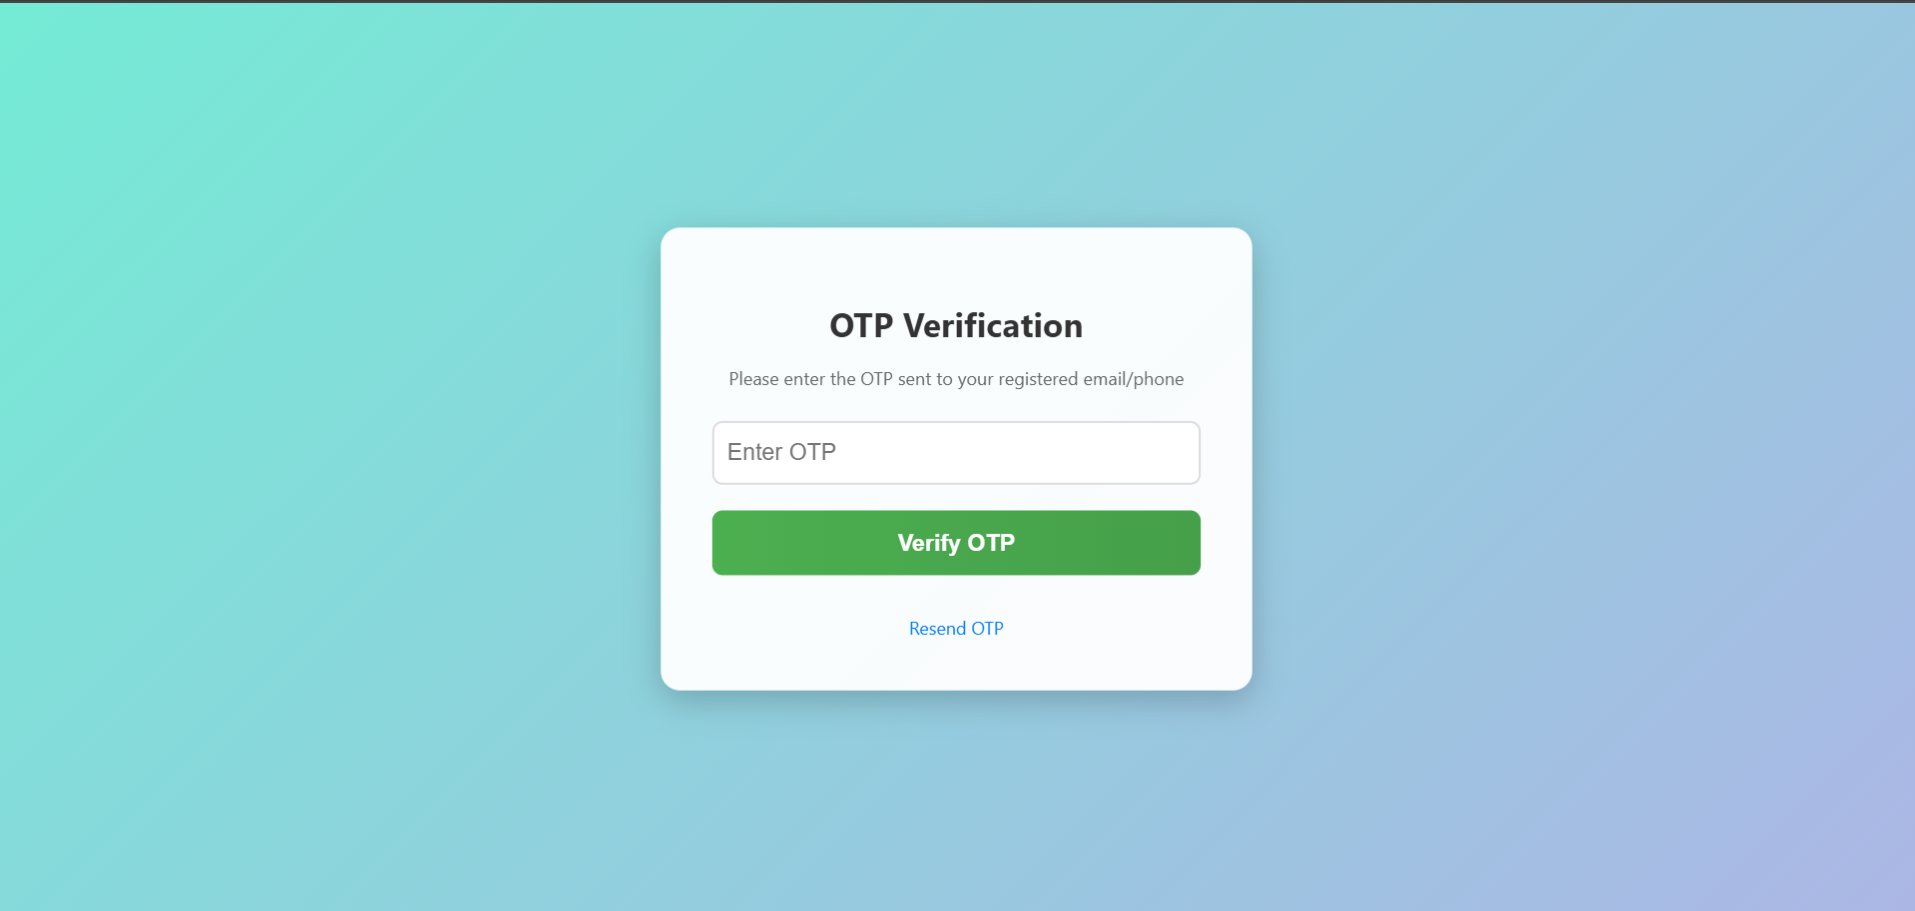 OTP Verification
Please enter the OTP sent to your registered email/phone
Enter OTP
Verify OTP
Resend OTP